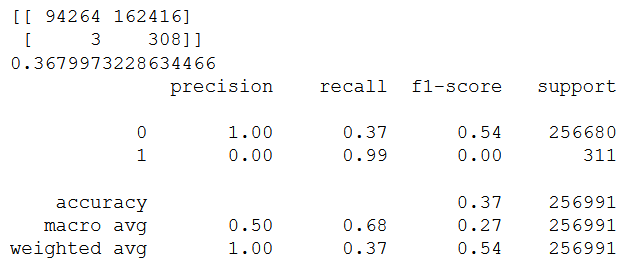 [[ 94264 162416]
[ 3 308]]
0.3679973228634466
precision recall f1-score support
0 1.00 0.37 0.54 256680
1 0.00 0.99 0.00 311
accuracy 0.37 256991
macro avg 0.50 0.68 0.27 256991
weighted avg 1.00 0.37 0.54 256991